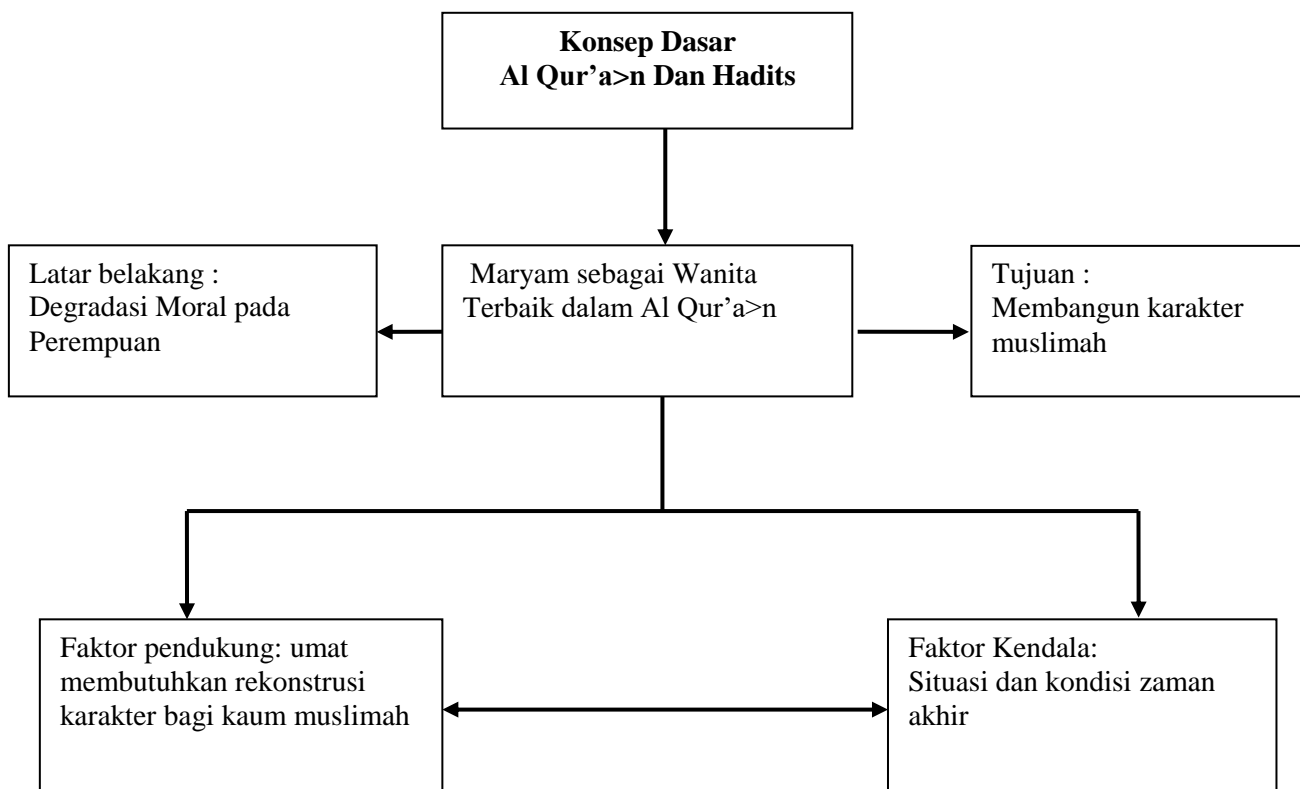 Konsep Dasar
Al Qur’a>n Dan Hadits
Latar belakang :
Degradasi Moral pada
Perempuan
Maryam sebagai Wanita
Terbaik dalam Al Qur’a>n
Tujuan :
Membangun karakter
muslimah
Faktor pendukung: umat
membutuhkan rekonstrusi
karakter bagi kaum muslimah
Faktor Kendala:
Situasi dan kondisi zaman
akhir